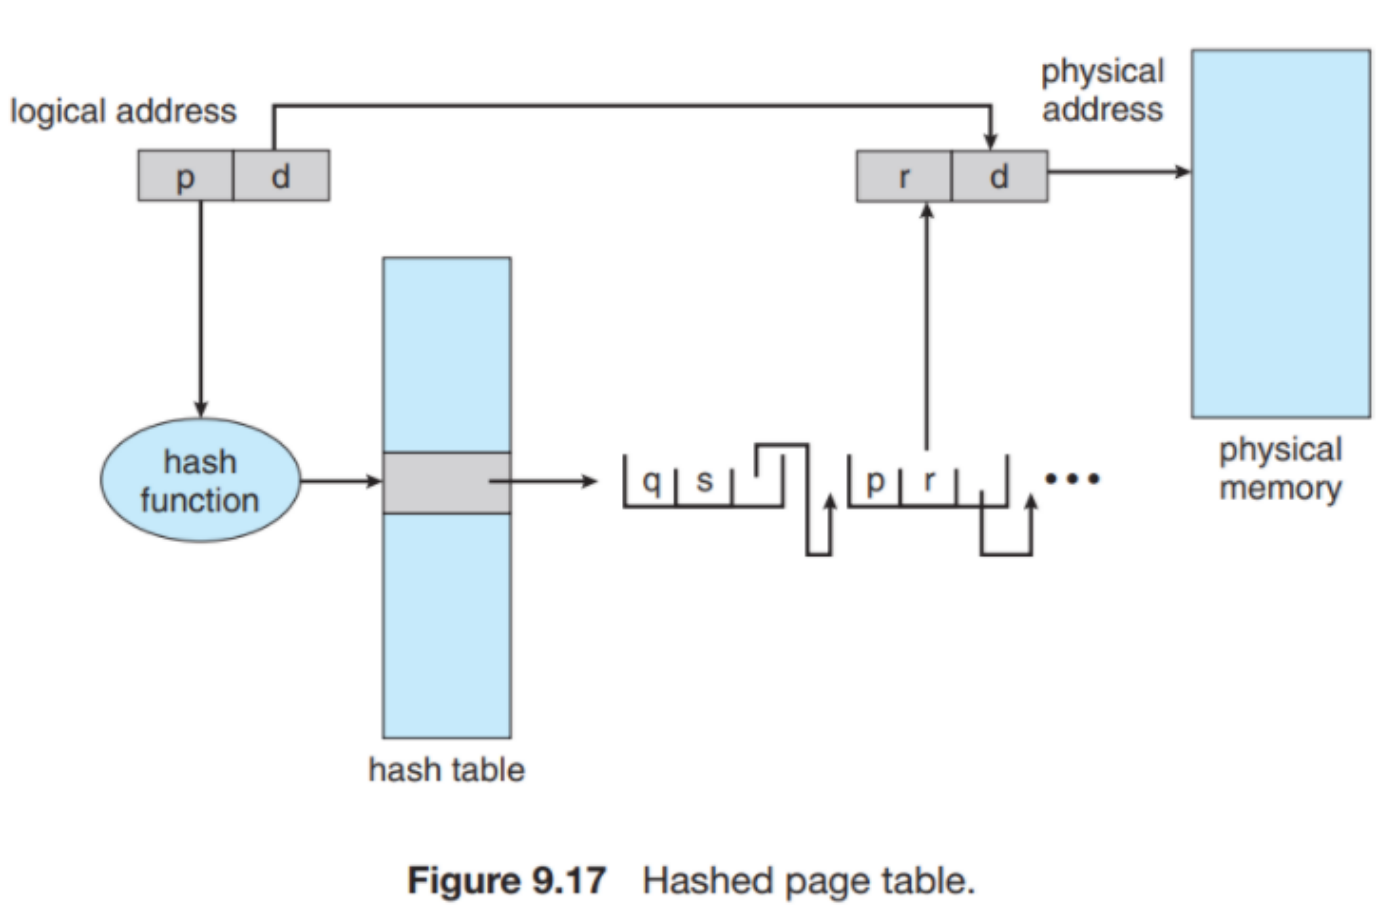 logical address
physical
address
p d
r d
hash
function
q s
p r
•••
physical
memory
hash table
Figure 9.17 Hashed page table.